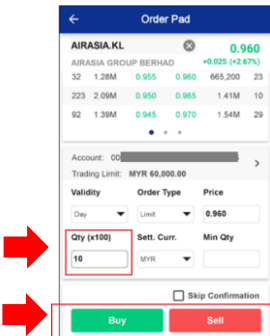 Order Pad
AIRASIA.KL 0.960
AIRASIA GROUP BERHAD +0.025 (+2.67%)
32 1.28M 0.955 0.960 665,200 23
223 2.09M 0.950 0.965 1.41M 10
92 1.39M 0.945 0.970 1.54M 29
Account: 00
Trading Limit: MYR 60,000.00
Validity Order Type Price
Day Limit 0.960
Qty (x100) Sett. Curr. Min Qty
10 MYR
Skip Confirmation
Buy Sell